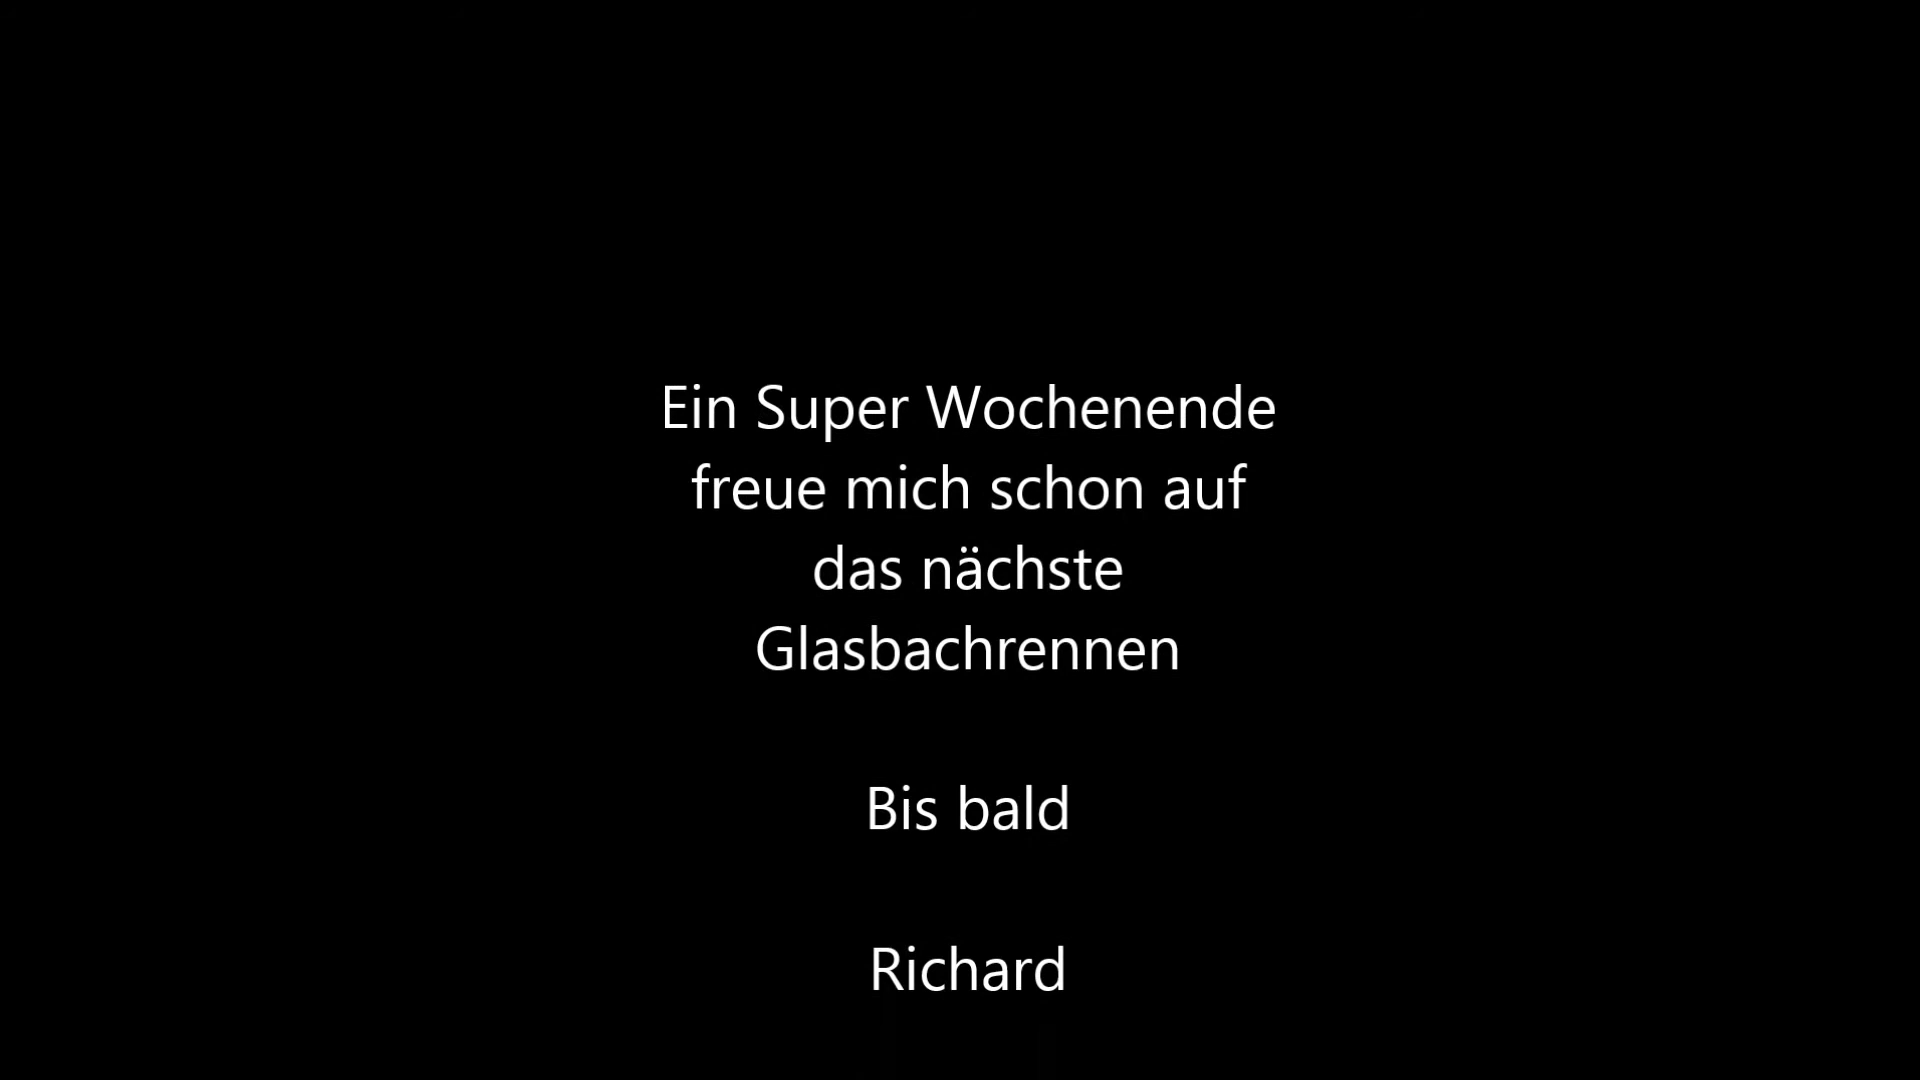 Ein Super Wochenende
freue mich schon auf
das nächste
Glasbachrennen
Bis bald
Richard